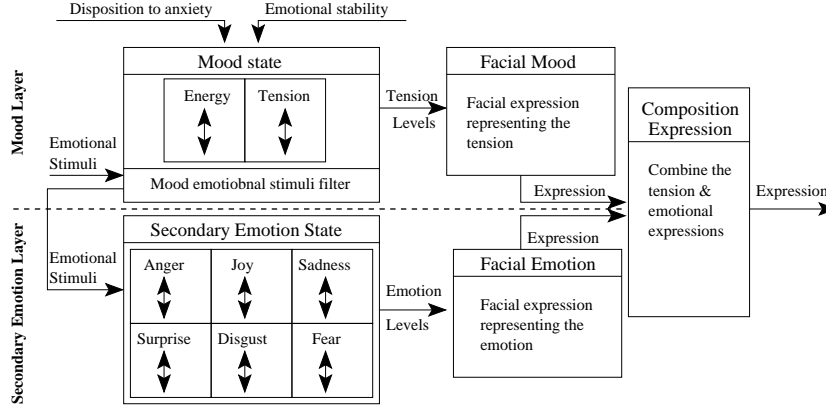 Disposition to anxiety
Emotional stability
Mood Layer
Mood state
Energy
Tension
Mood emotiobnal stimuli filter
Emotional
Stimuli
Tension
Levels
Facial Mood
Facial expression
representing the
tension
Expression
Composition
Expression
Combine the
tension &
emotional
expressions
Expression
Secondary Emotion Layer
Emotional
Stimuli
Secondary Emotion State
Anger
Joy
Sadness
Surprise
Disgust
Fear
Emotion
Levels
Expression
Facial Emotion
Facial expression
representing the
emotion